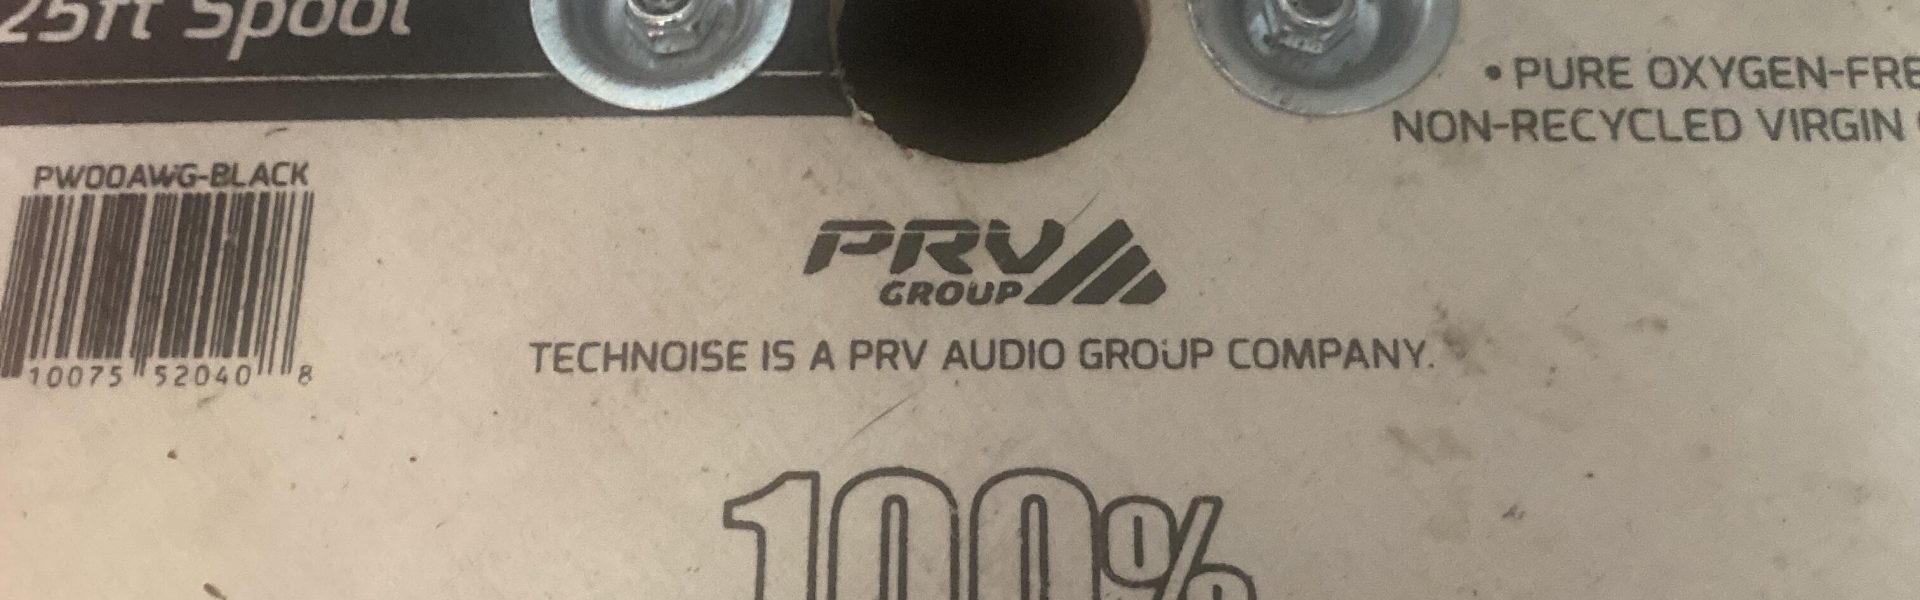 25ft Spool
• PURE OXYGEN-FRE
NON-RECYCLED VIRGIN
PW00AWG-BLACK
10075 52040 8
PRV
GROUP
TECHNOISE IS A PRV AUDIO GROUP COMPANY.
100%